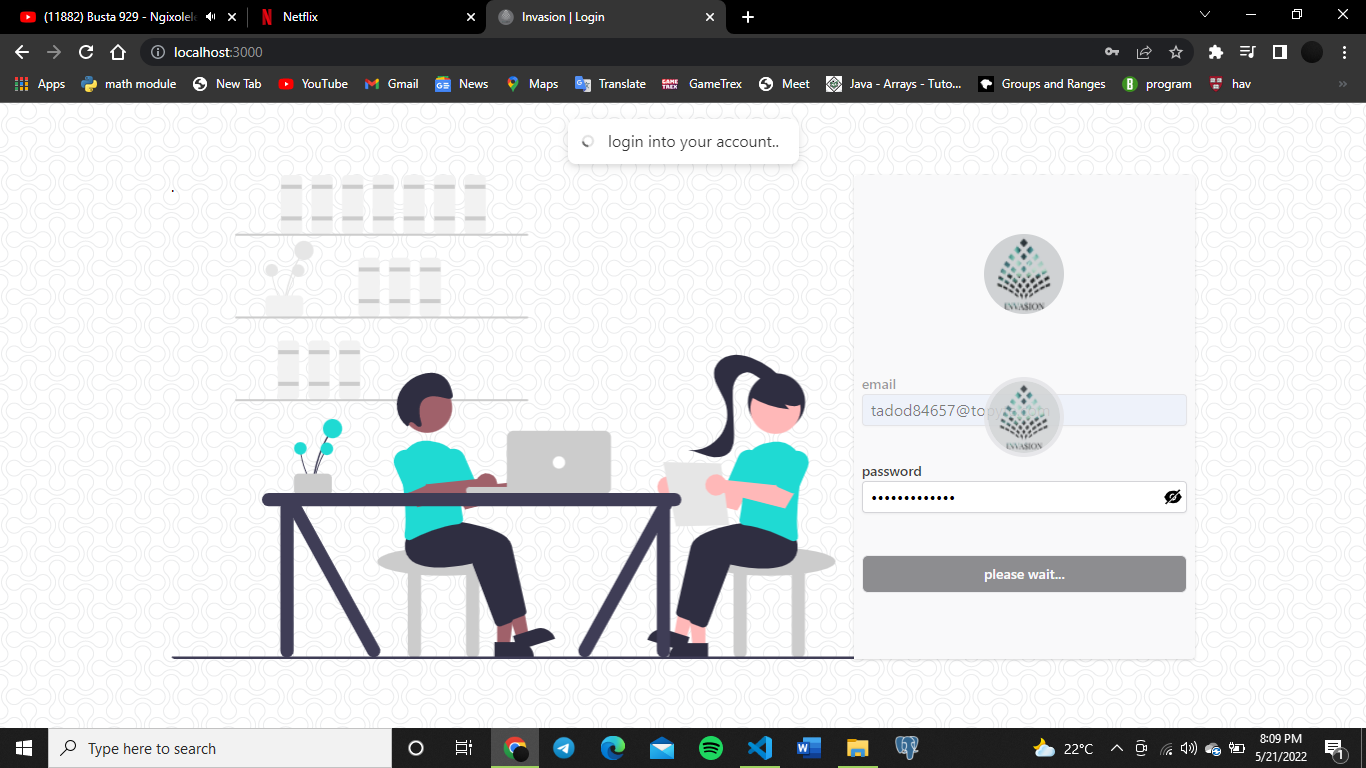 (11882) Busta 929 - Ngixolele
Netflix
Invasion | Login
localhost:3000
Apps
math module
New Tab
YouTube
Gmail
News
Maps
Translate
GameTrex
Meet
Java - Arrays - Tuto...
Groups and Ranges
program
hav
login into your account..
INVASION
email
tadod84657@to
INVASION
password
please wait...
Type here to search
22°C
8:09 PM
5/21/2022
1